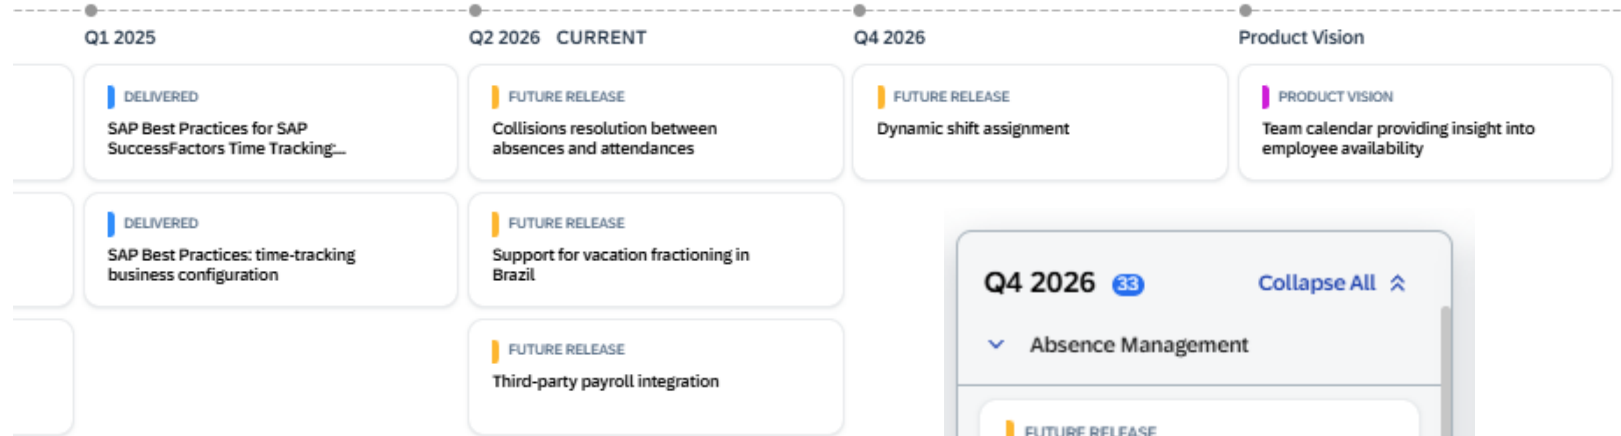 Q1 2025
Q2 2026 CURRENT
Q4 2026
Product Vision
DELIVERED
SAP Best Practices for SAP
SuccessFactors Time Tracking:...
FUTURE RELEASE
Collisions resolution between
absences and attendances
FUTURE RELEASE
Dynamic shift assignment
PRODUCT VISION
Team calendar providing insight into
employee availability
DELIVERED
SAP Best Practices: time-tracking
business configuration
FUTURE RELEASE
Support for vacation fractioning in
Brazil
FUTURE RELEASE
Third-party payroll integration
Q4 2026 33 Collapse All
Absence Management
FUTURE RELEASE